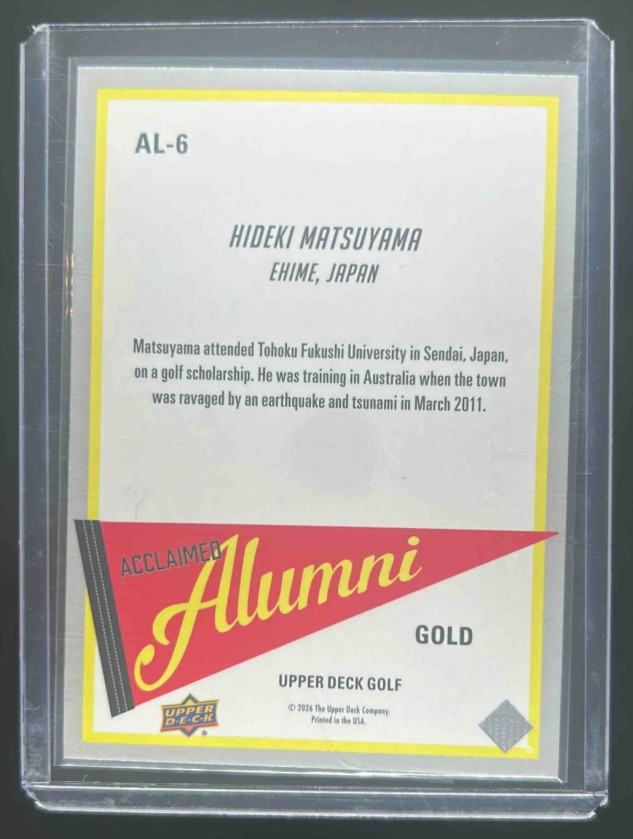 AL-6
HIDEKI MATSUYAMA
EHIME, JAPAN
Matsuyama attended Tohoku Fukushi University in Sendai, Japan,
on a golf scholarship. He was training in Australia when the town
was ravaged by an earthquake and tsunami in March 2011.
ACCLAIMED
Alumni
GOLD
UPPER DECK GOLF
© 2026 The Upper Deck Company.
Printed in the USA.
UPPER
D·E·C·K
®